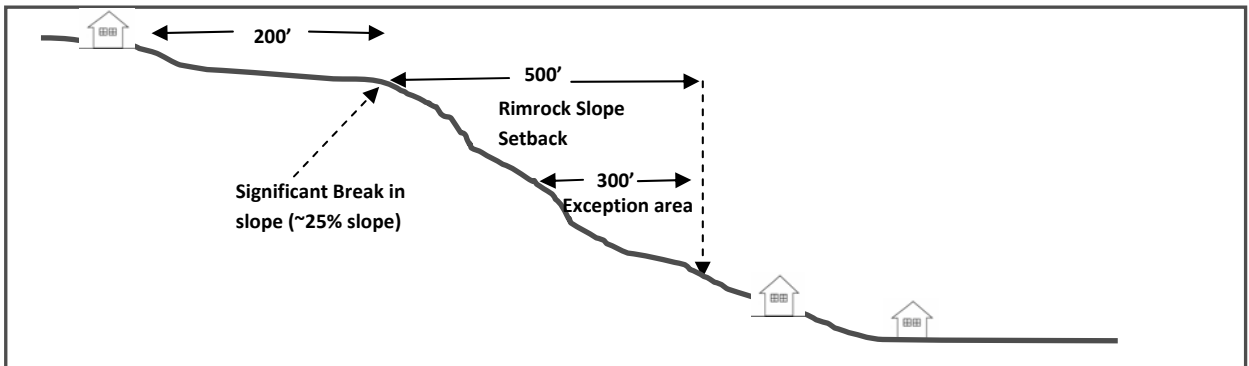 200’
500’
Rimrock Slope
Setback
300’
Exception area
Significant Break in
slope (~25% slope)